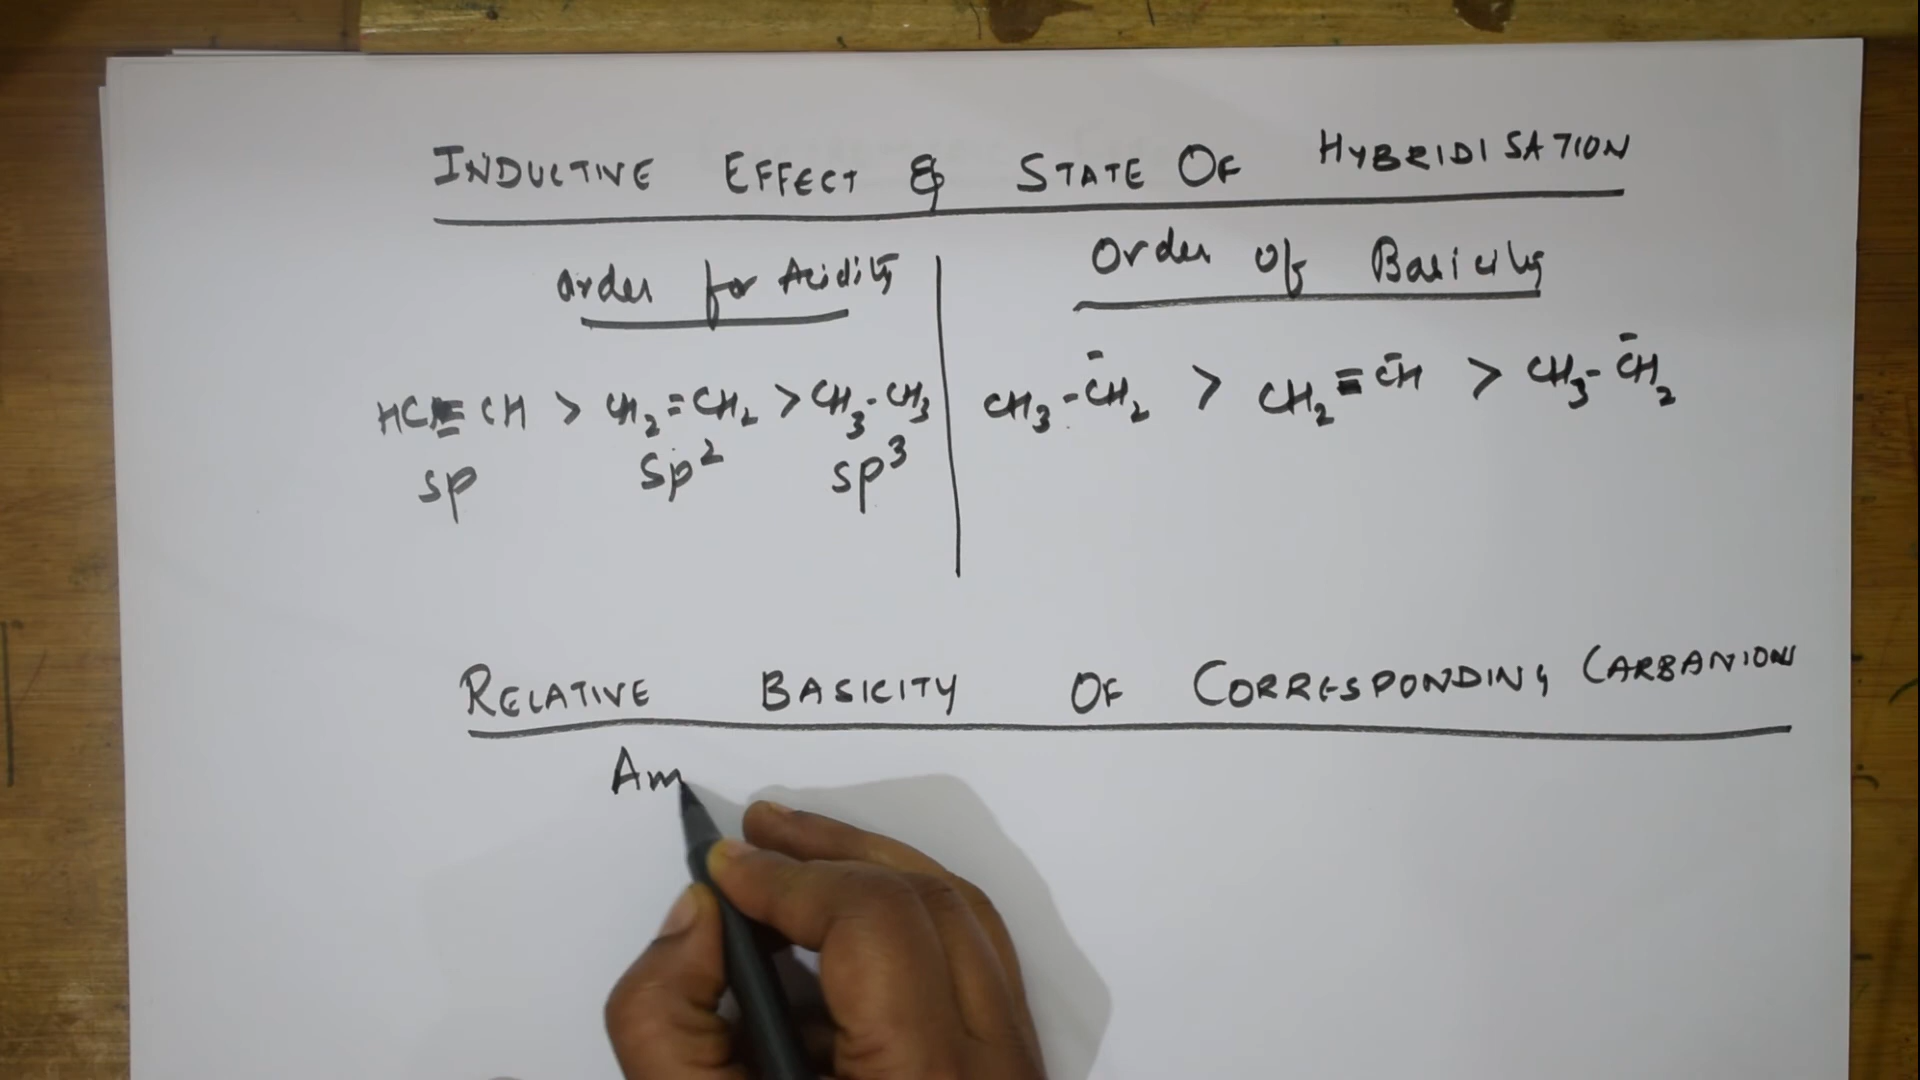 INDUCTIVE EFFECT & STATE OF HYBRIDISATION
Order for Acidity
HC≡CH > CH₂=CH₂ > CH₃-CH₃
sp sp² sp³
Order of Basicity
CH₃-C̄H₂ > CH₂=C̄H > CH₃-C̄H₂
RELATIVE BASICITY OF CORRESPONDING CARBANION
Am